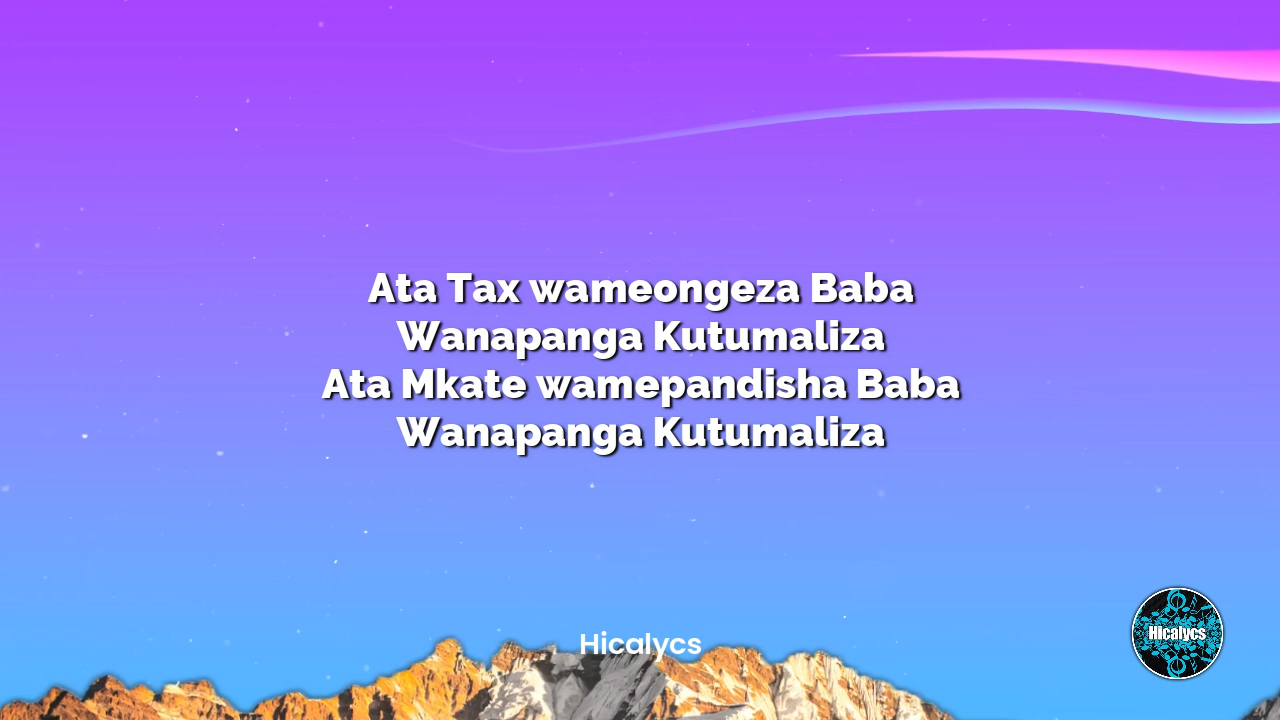 Ata Tax wameongeza Baba
Wanapanga Kutumaliza
Ata Mkate wamepandisha Baba
Wanapanga Kutumaliza
Hicalycs
Hicalycs